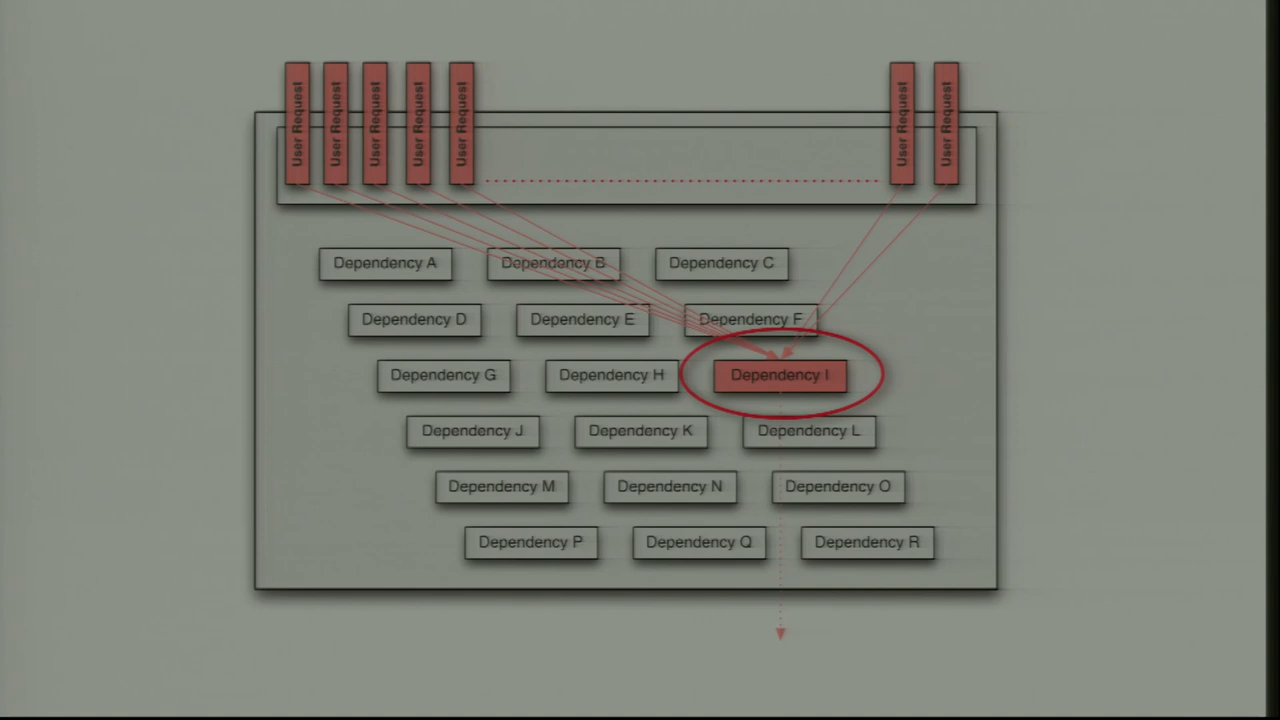 User Request
User Request
User Request
User Request
User Request
User Request
User Request
Dependency A
Dependency B
Dependency C
Dependency D
Dependency E
Dependency F
Dependency G
Dependency H
Dependency I
Dependency J
Dependency K
Dependency L
Dependency M
Dependency N
Dependency O
Dependency P
Dependency Q
Dependency R